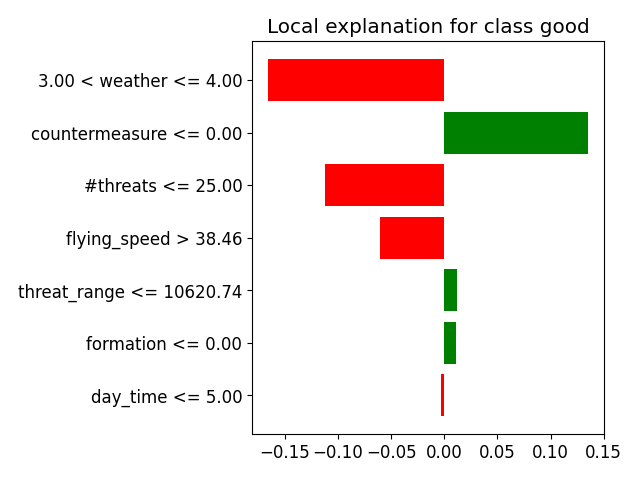 Local explanation for class good
3.00 < weather <= 4.00
countermeasure <= 0.00
#threats <= 25.00
flying_speed > 38.46
threat_range <= 10620.74
formation <= 0.00
day_time <= 5.00
−0.15 −0.10 −0.05 0.00 0.05 0.10 0.15